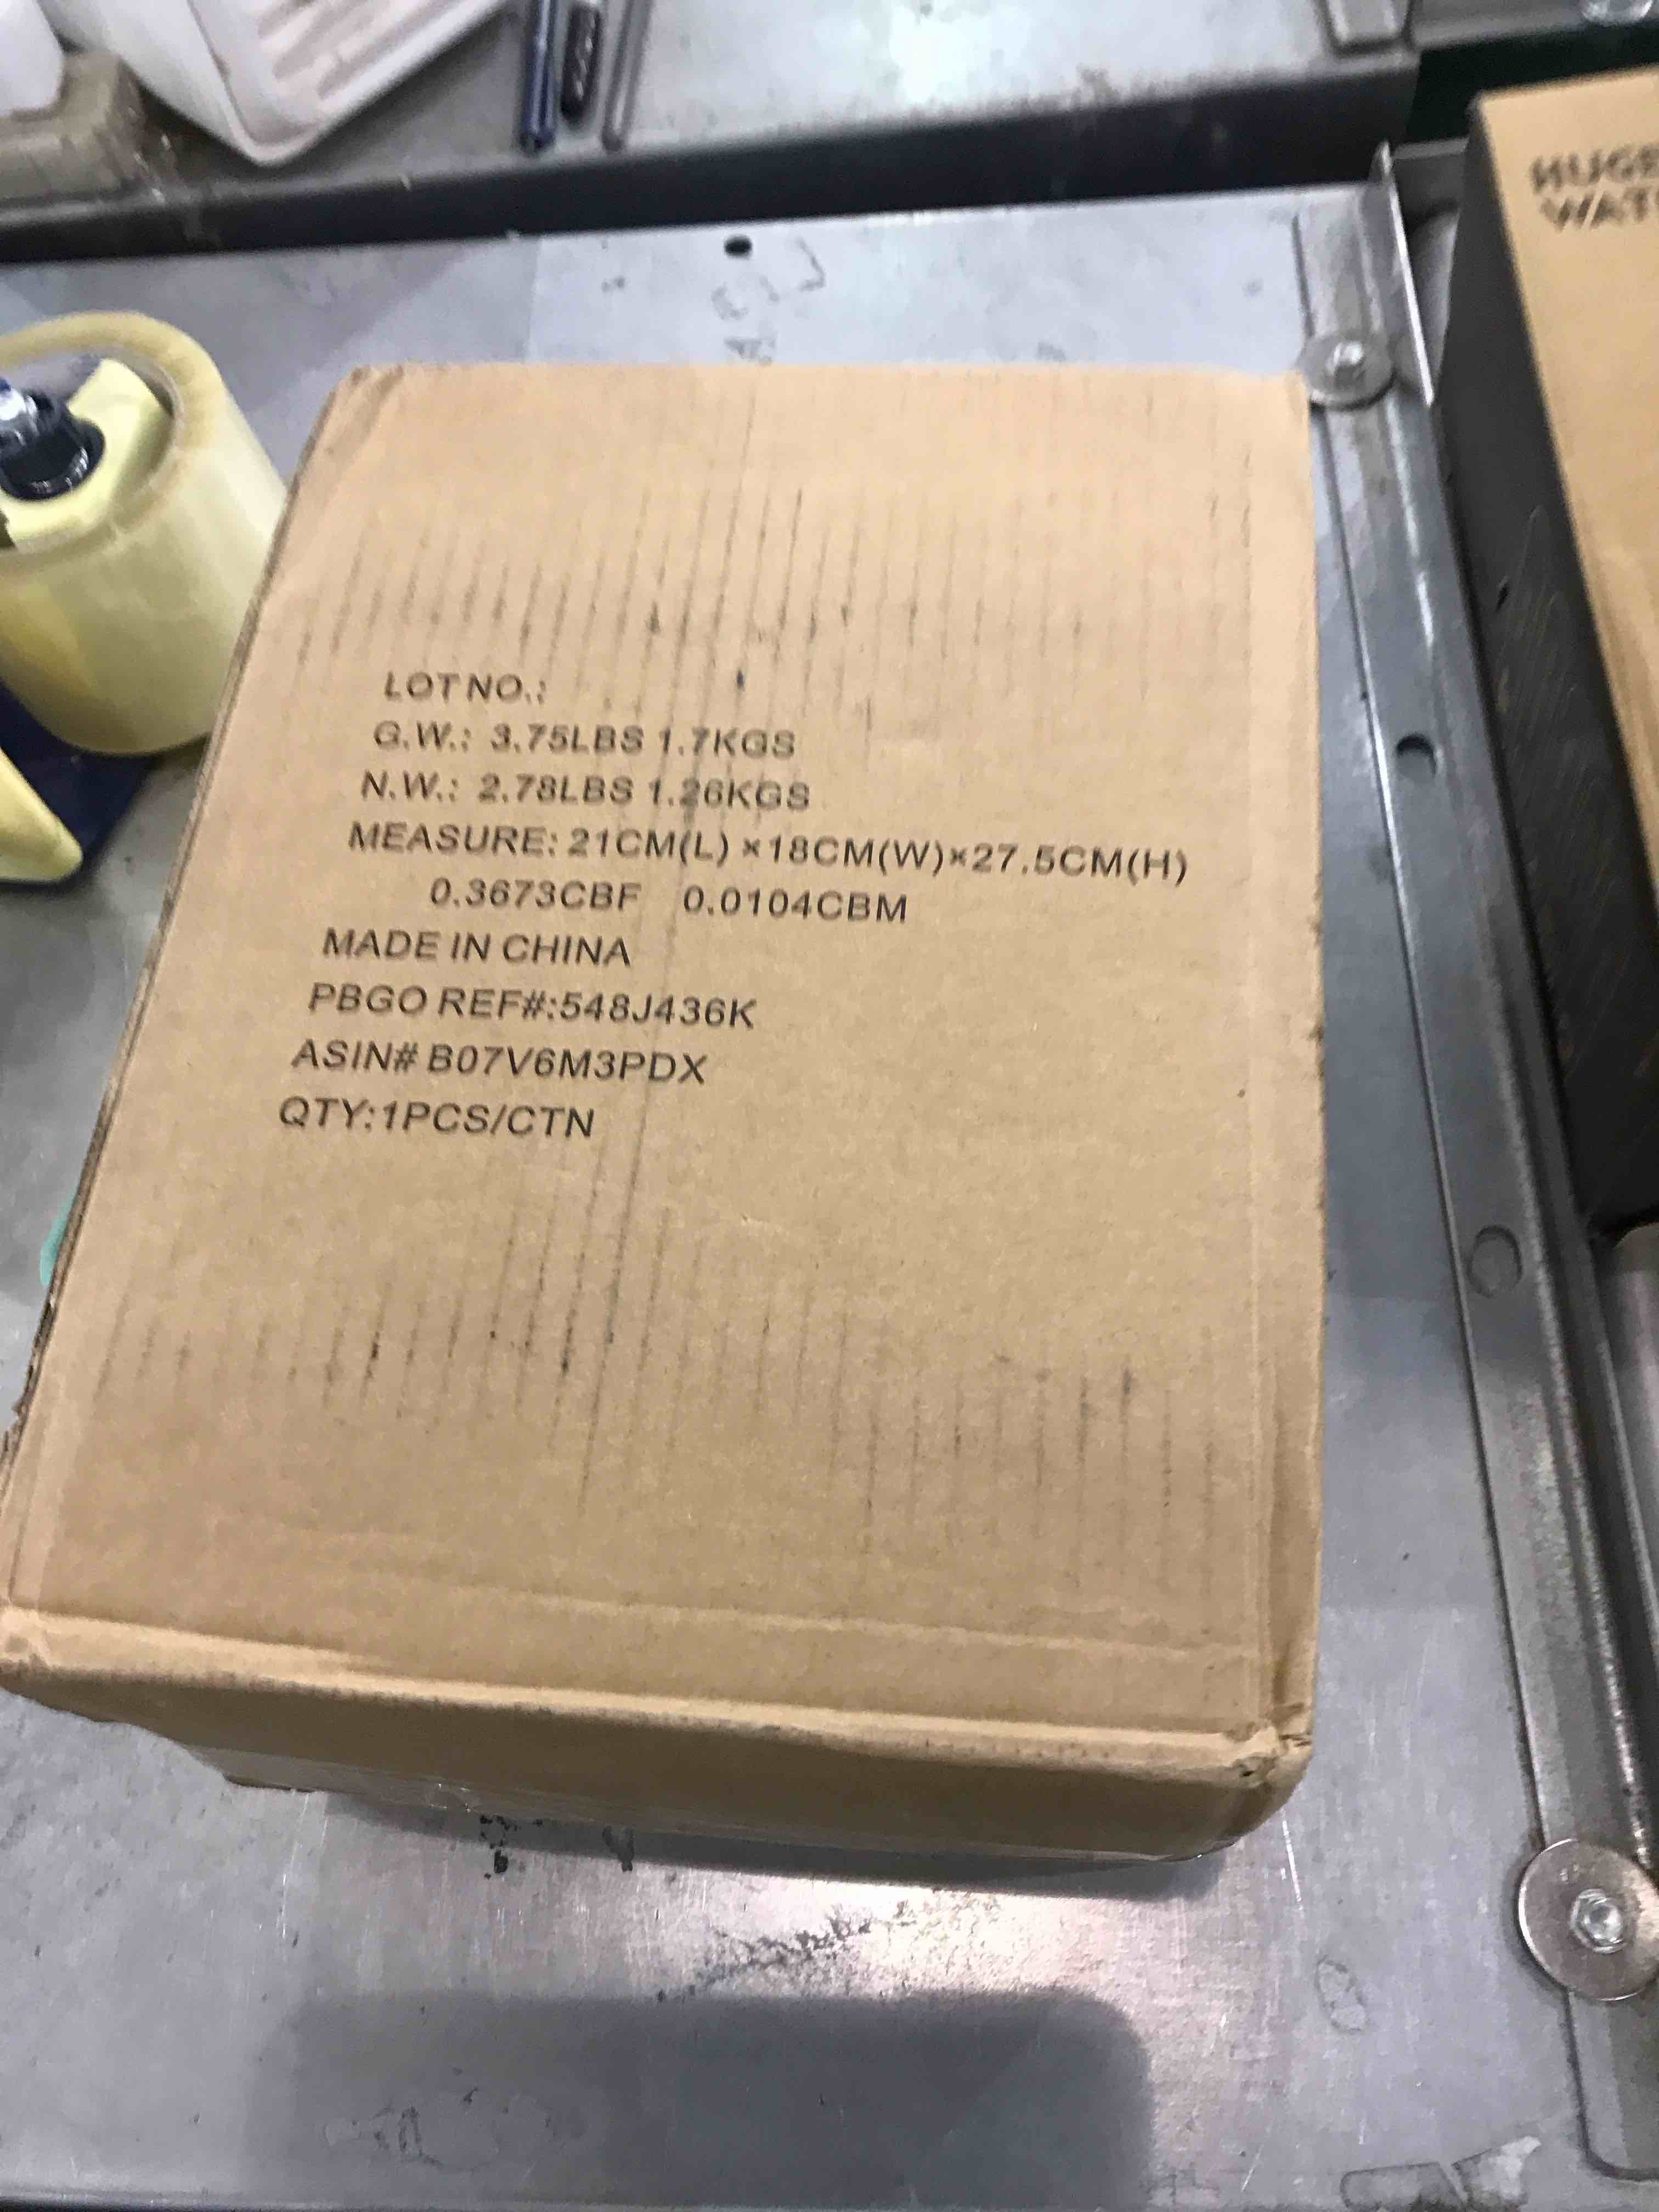 HUGE
LOT NO.:
G.W.: 3.75LBS 1.7KGS
N.W.: 2.78LBS 1.26KGS
MEASURE: 21CM(L) ×18CM(W)×27.5CM(H)
0.3673CBF 0.0104CBM
MADE IN CHINA
PBGO REF#:548J436K
ASIN# B07V6M3PDX
QTY:1PCS/CTN